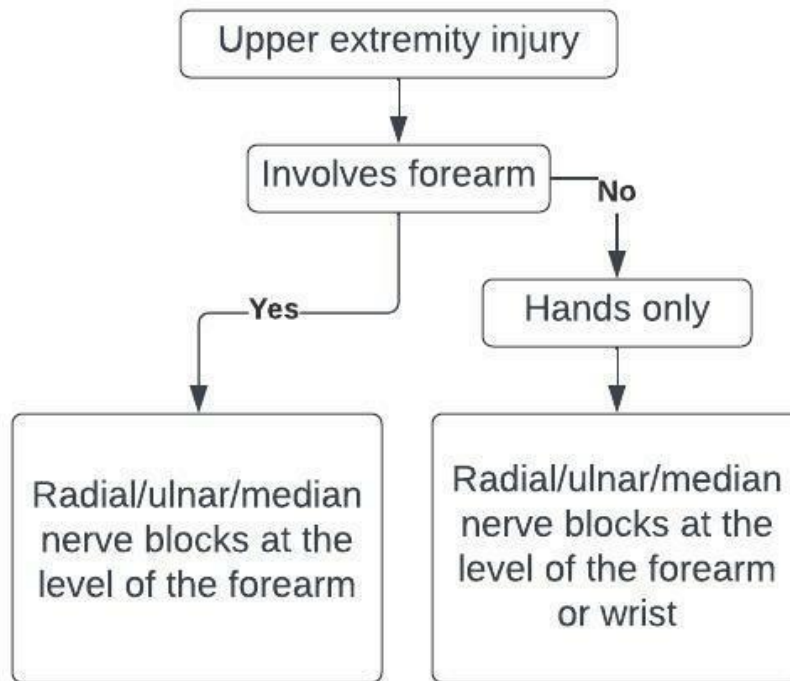 Upper extremity injury
Involves forearm
No
Yes
Hands only
Radial/ulnar/median
nerve blocks at the
level of the forearm
Radial/ulnar/median
nerve blocks at the
level of the forearm
or wrist